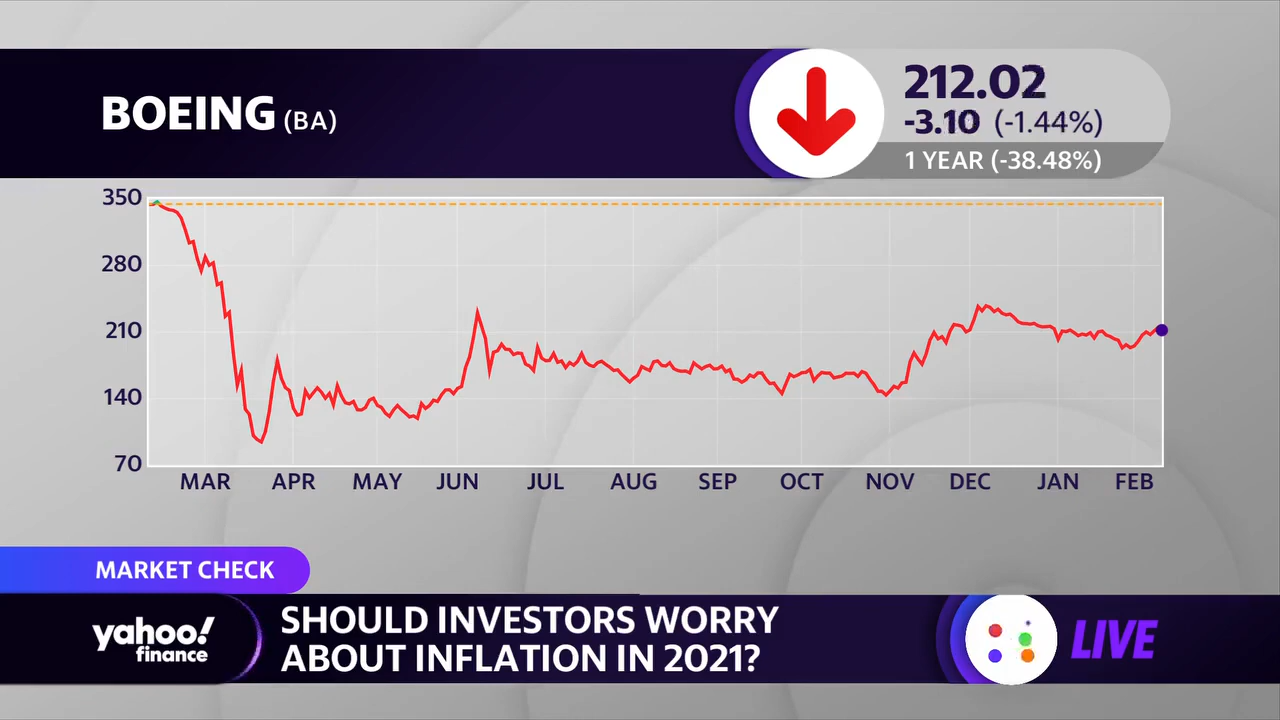 BOEING (BA)
212.02
-3.10 (-1.44%)
1 YEAR (-38.48%)
350
280
210
140
70
MAR APR MAY JUN JUL AUG SEP OCT NOV DEC JAN FEB
MARKET CHECK
yahoo!
finance
SHOULD INVESTORS WORRY
ABOUT INFLATION IN 2021?
LIVE